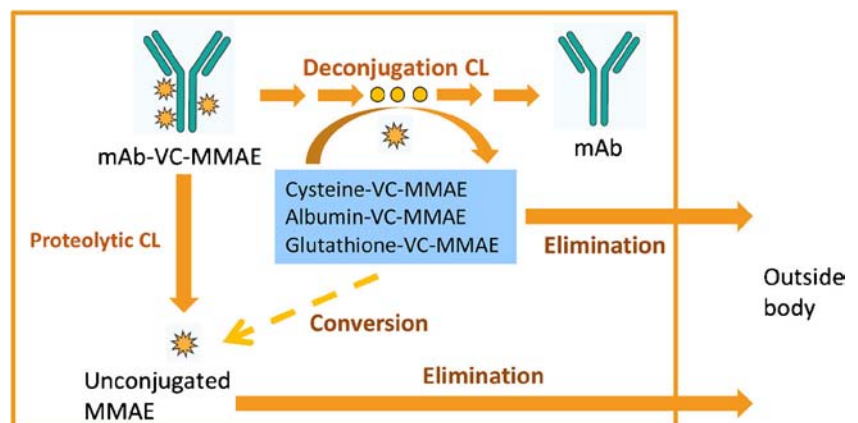 Deconjugation CL
mAb-VC-MMAE
mAb
Cysteine-VC-MMAE
Albumin-VC-MMAE
Glutathione-VC-MMAE
Proteolytic CL
Elimination
Outside
body
Conversion
Unconjugated
MMAE
Elimination